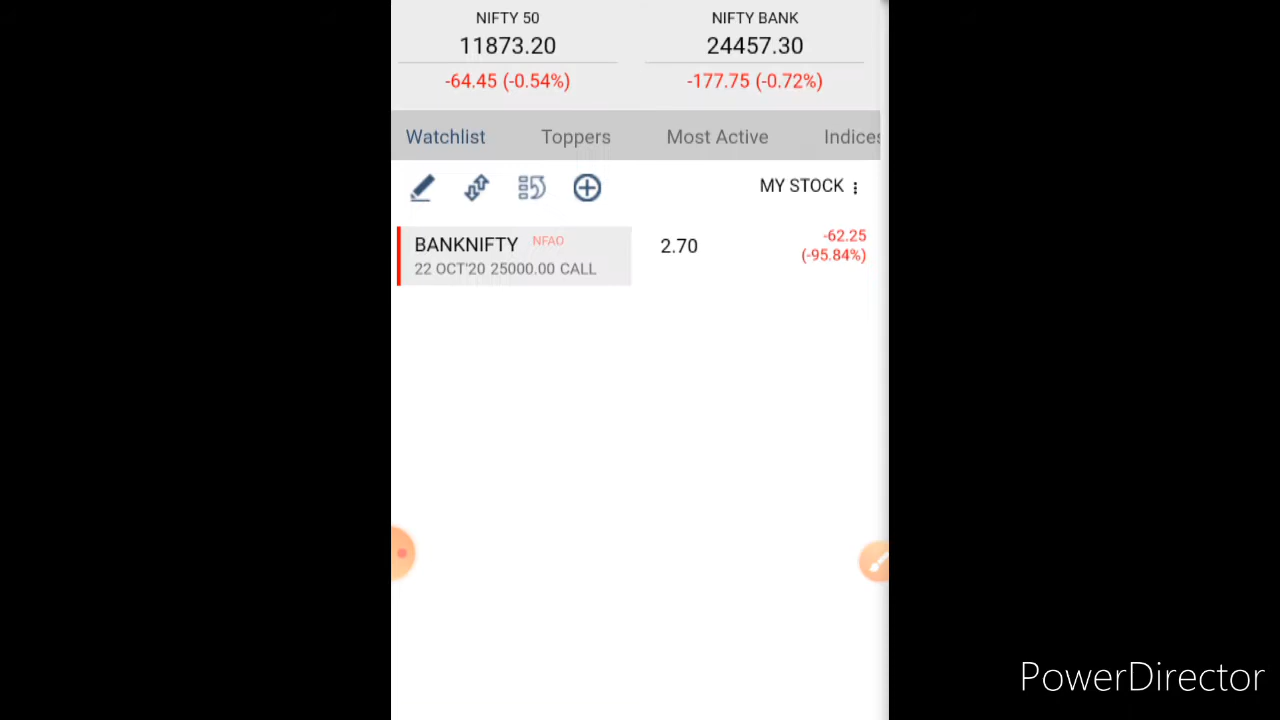 NIFTY 50
11873.20
-64.45 (-0.54%)
NIFTY BANK
24457.30
-177.75 (-0.72%)
Watchlist Toppers Most Active Indices
MY STOCK
BANKNIFTY NFAO
22 OCT'20 25000.00 CALL
2.70
-62.25
(-95.84%)
PowerDirector